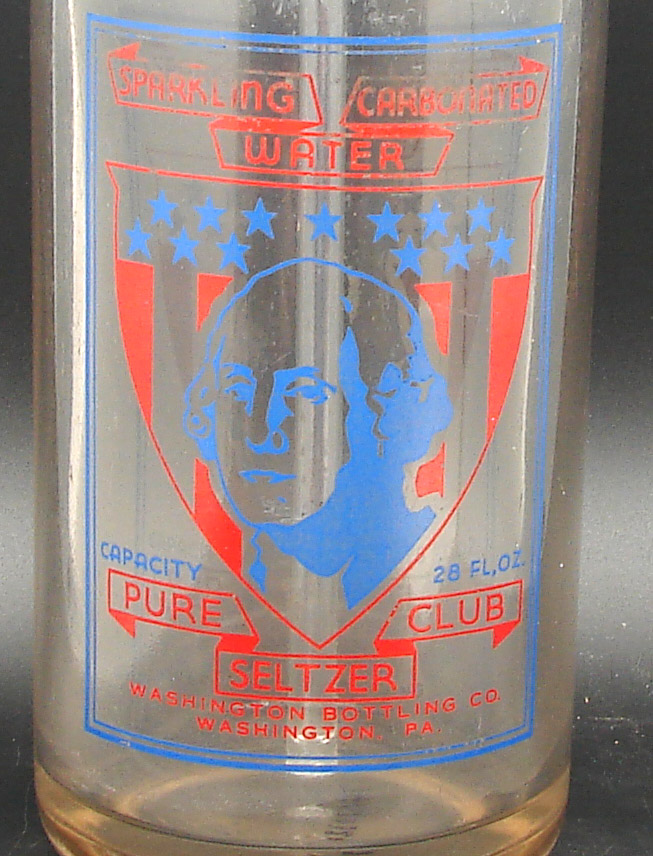 SPARKLING CARBONATED
WATER
CAPACITY 28 FL,OZ.
PURE CLUB
SELTZER
WASHINGTON BOTTLING CO.
WASHINGTON, PA.